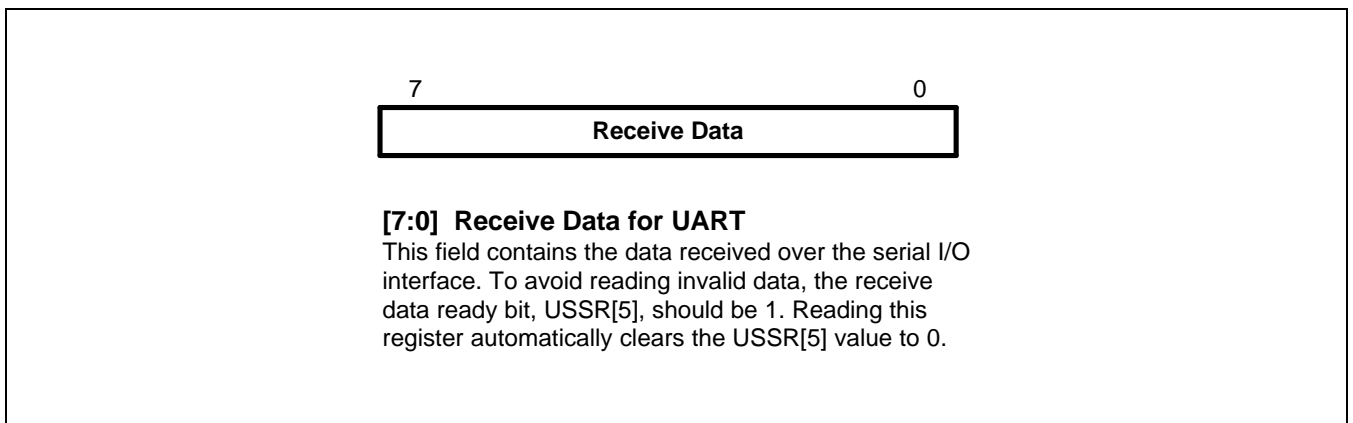 7 0
Receive Data
[7:0] Receive Data for UART
This field contains the data received over the serial I/O
interface. To avoid reading invalid data, the receive
data ready bit, USSR[5], should be 1. Reading this
register automatically clears the USSR[5] value to 0.